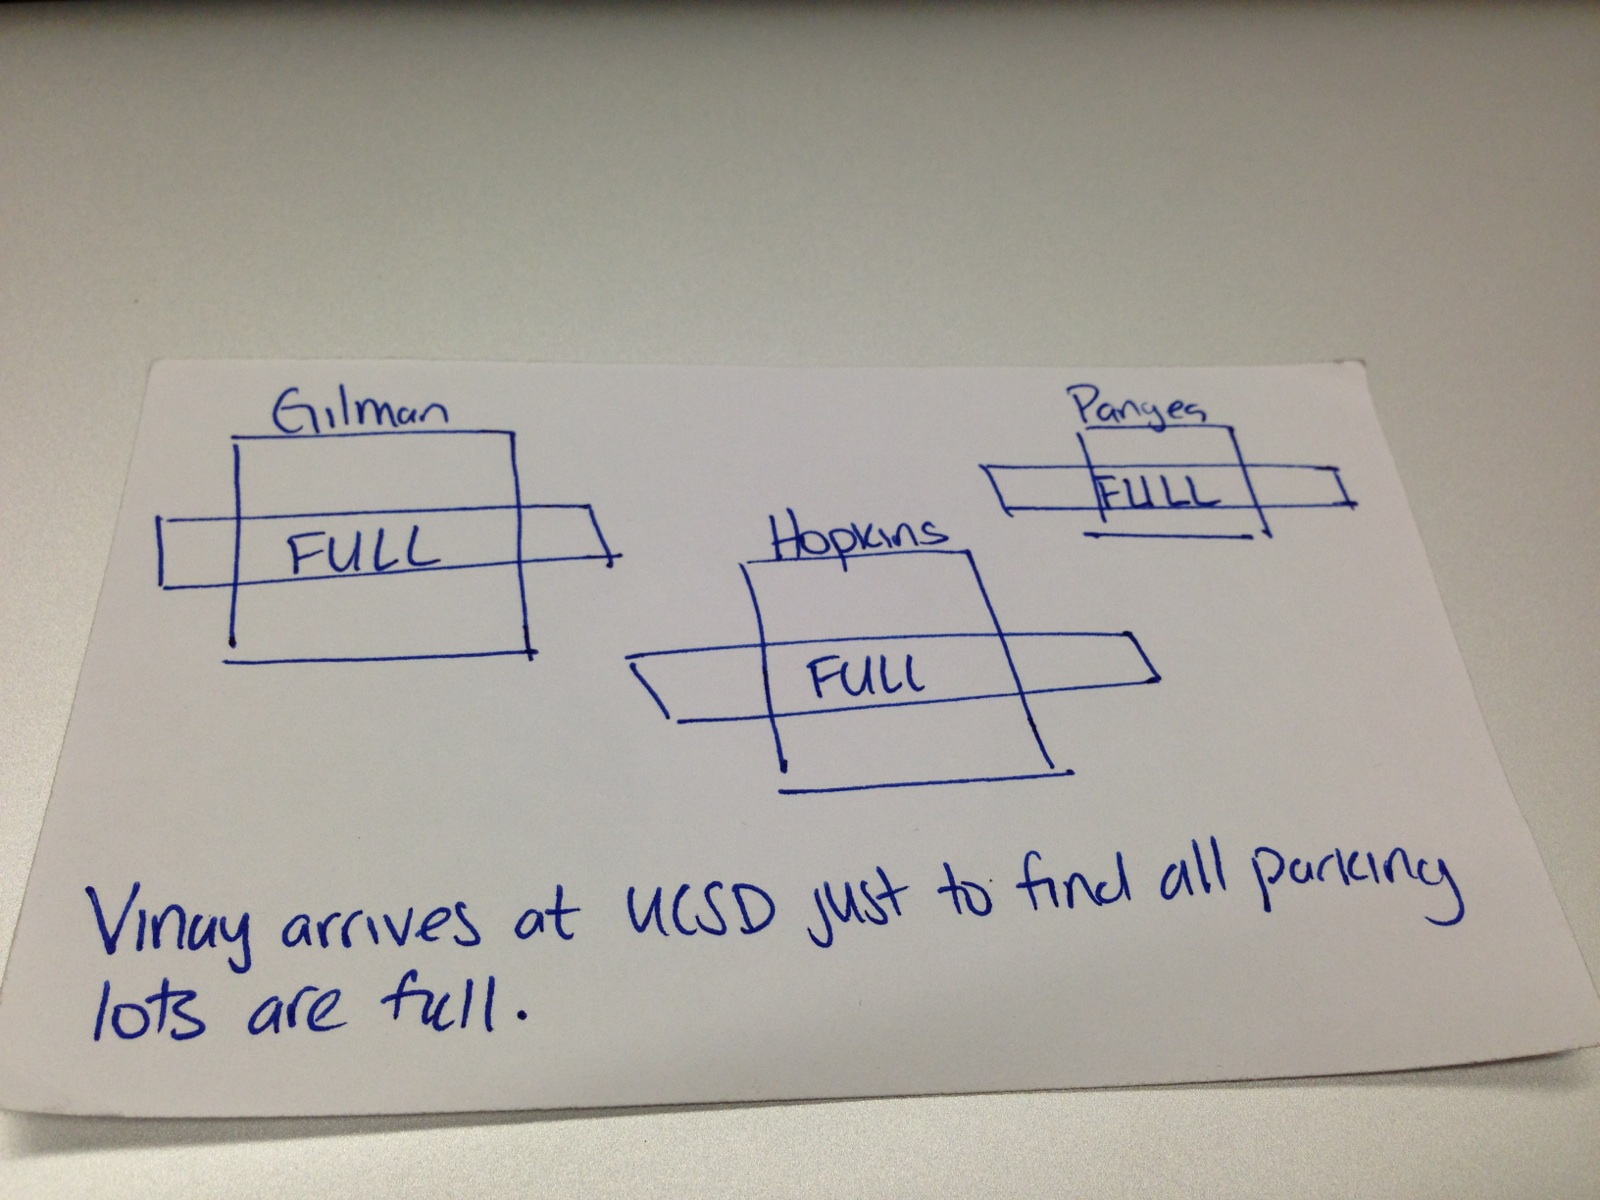 Gilman
FULL
Hopkins
FULL
Pangea
FULL
Vinay arrives at UCSD just to find all parking
lots are full.